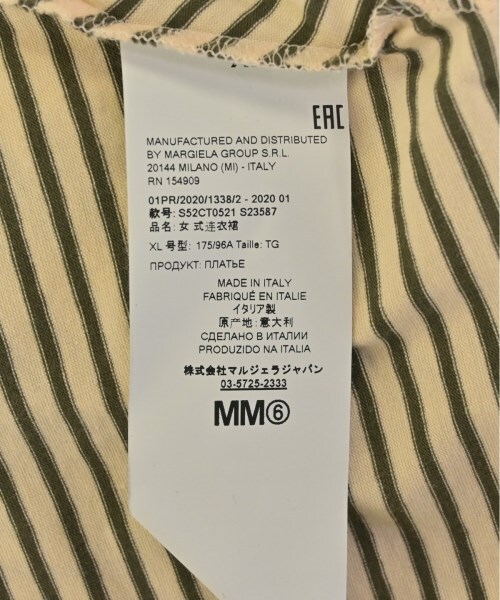 EAC
MANUFACTURED AND DISTRIBUTED
BY MARGIELA GROUP S.R.L.
20144 MILANO (MI) - ITALY
RN 154909
01PR/2020/1338/2 - 2020 01
款号: S52CT0521 S23587
品名: 女 式连衣裙
XL 号型: 175/96A Taille: TG
ПРОДУКТ: ПЛАТЬЕ
MADE IN ITALY
FABRIQUÉ EN ITALIE
イタリア製
原产地: 意大利
СДЕЛАНО В ИТАЛИИ
PRODUZIDO NA ITALIA
株式会社マルジェラジャパン
03-5725-2333
MM⑥